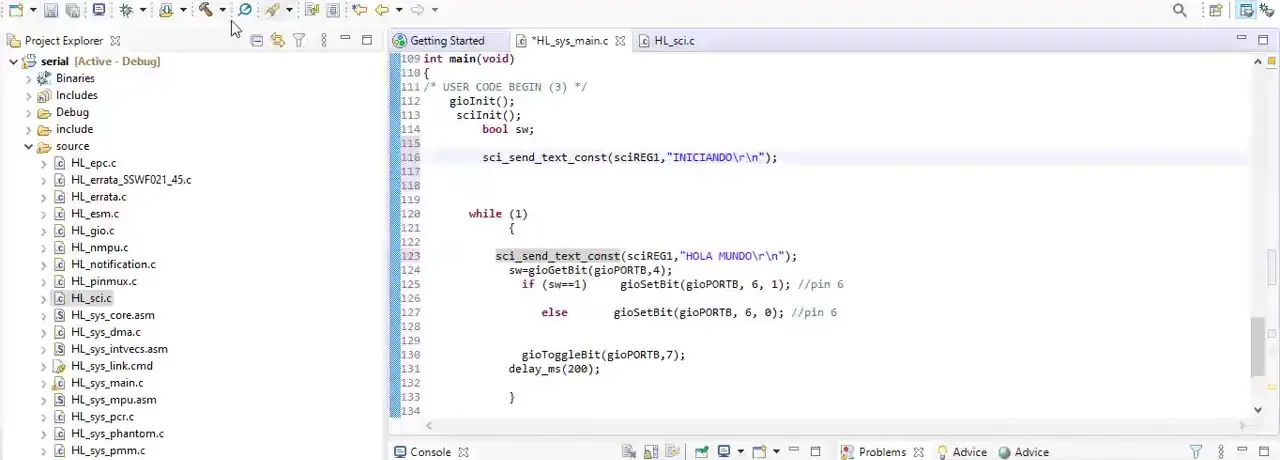 Project Explorer
serial [Active - Debug]
Binaries
Includes
Debug
include
source
HL_epc.c
HL_errata_SSWF021_45.c
HL_errata.c
HL_esm.c
HL_gio.c
HL_nmpu.c
HL_notification.c
HL_pinmux.c
HL_sci.c
HL_sys_core.asm
HL_sys_dma.c
HL_sys_intvecs.asm
HL_sys_link.cmd
HL_sys_main.c
HL_sys_mpu.asm
HL_sys_pcr.c
HL_sys_phantom.c
HL_sys_pmm.c
Getting Started *HL_sys_main.c HL_sci.c
109 int main(void)
110 {
111 /* USER CODE BEGIN (3) */
112 gioInit();
113 sciInit();
114 bool sw;
115
116 sci_send_text_const(sciREG1,"INICIANDO\r\n");
117
118
119
120 while (1)
121 {
122
123 sci_send_text_const(sciREG1,"HOLA MUNDO\r\n");
124 sw=gioGetBit(gioPORTB,4);
125 if (sw==1) gioSetBit(gioPORTB, 6, 1); //pin 6
126
127 else gioSetBit(gioPORTB, 6, 0); //pin 6
128
129
130 gioToggleBit(gioPORTB,7);
131 delay_ms(200);
132
133 }
134
Console
Problems Advice Advice